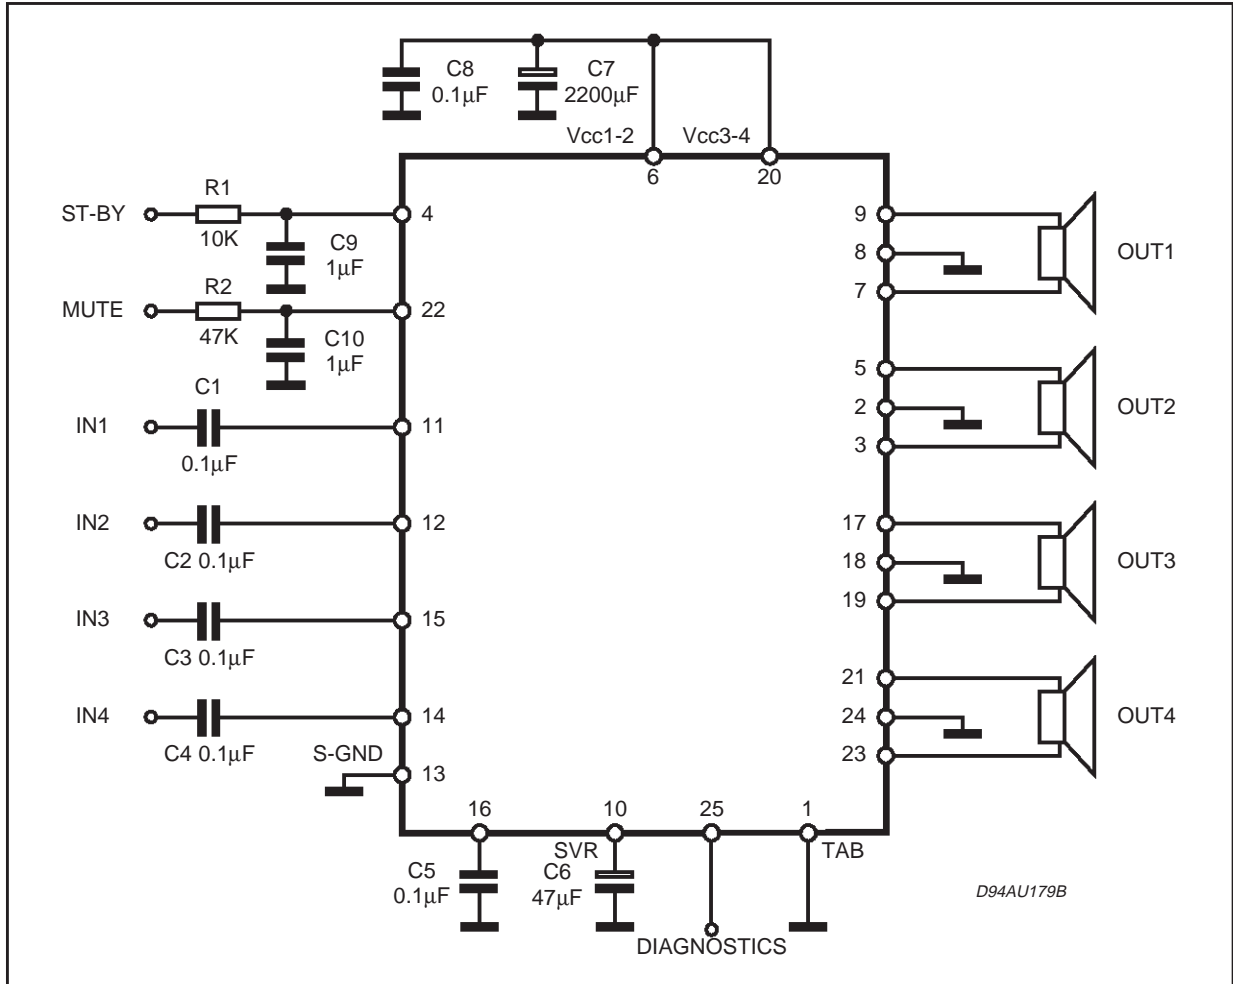 C8
0.1μF
C7
2200μF
Vcc1-2
Vcc3-4
6
20
ST-BY
R1
10K
4
C9
1μF
MUTE
R2
47K
22
C10
1μF
IN1
C1
0.1μF
11
IN2
C2 0.1μF
12
IN3
C3 0.1μF
15
IN4
C4 0.1μF
14
S-GND
13
9
8
7
OUT1
5
2
3
OUT2
17
18
19
OUT3
21
24
23
OUT4
16
10
25
1
SVR
TAB
C5
0.1μF
C6
47μF
DIAGNOSTICS
D94AU179B